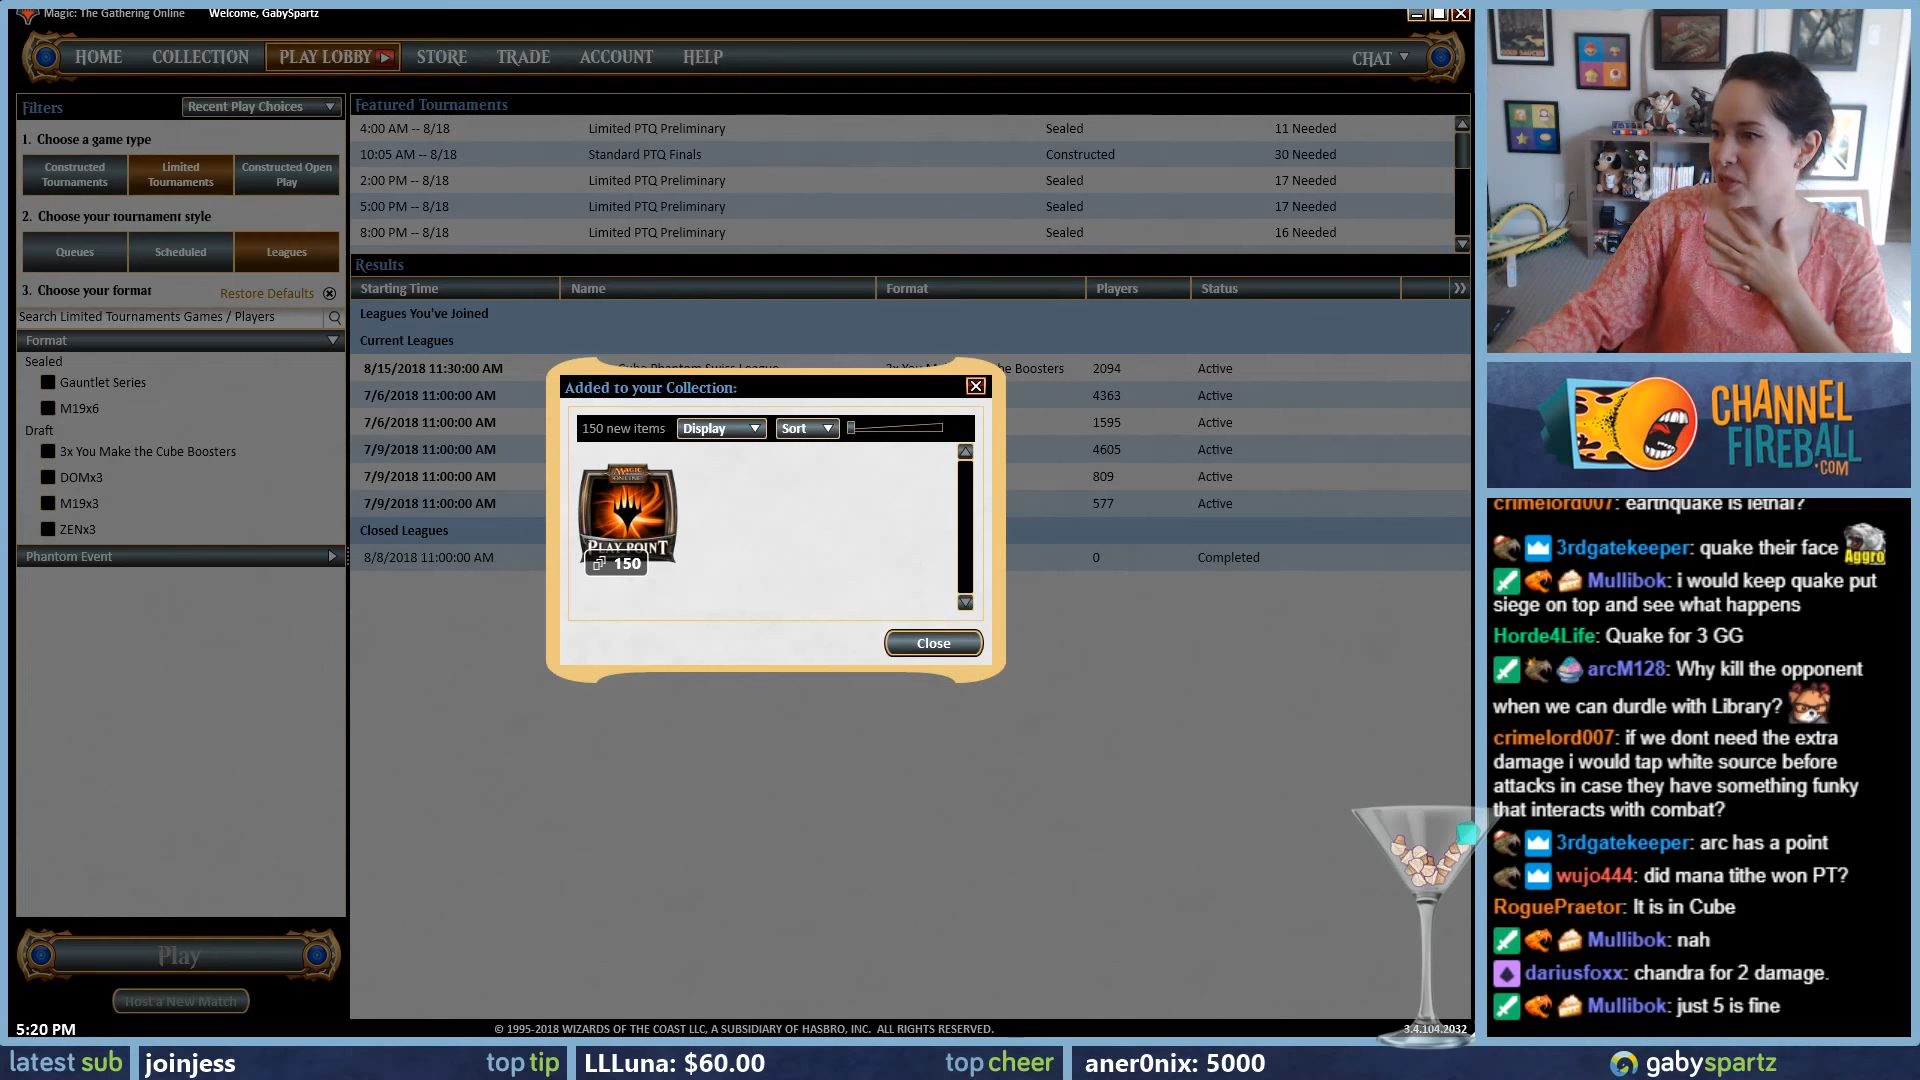 Magic: The Gathering Online
Welcome, GabySpartz
HOME COLLECTION PLAY LOBBY STORE TRADE ACCOUNT HELP CHAT
Filters
Recent Play Choices
1. Choose a game type
Constructed Tournaments
Limited Tournaments
Constructed Open Play
2. Choose your tournament style
Queues
Scheduled
Leagues
3. Choose your format
Restore Defaults
Search Limited Tournaments Games / Players
Format
Sealed
Gauntlet Series
M19x6
Draft
3x You Make the Cube Boosters
DOMx3
M19x3
ZENx3
Phantom Event
Play
Host a New Match
5:20 PM
Featured Tournaments
4:00 AM -- 8/18 Limited PTQ Preliminary Sealed 11 Needed
10:05 AM -- 8/18 Standard PTQ Finals Constructed 30 Needed
2:00 PM -- 8/18 Limited PTQ Preliminary Sealed 17 Needed
5:00 PM -- 8/18 Limited PTQ Preliminary Sealed 17 Needed
8:00 PM -- 8/18 Limited PTQ Preliminary Sealed 16 Needed
Results
Starting Time Name Format Players Status
Leagues You've Joined
Current Leagues
8/15/2018 11:30:00 AM Cube Phantom Swiss League be Boosters 2094 Active
7/6/2018 11:00:00 AM 4363 Active
7/6/2018 11:00:00 AM 1595 Active
7/9/2018 11:00:00 AM 4605 Active
7/9/2018 11:00:00 AM 809 Active
7/9/2018 11:00:00 AM 577 Active
Closed Leagues
8/8/2018 11:00:00 AM 0 Completed
Added to your Collection:
150 new items
Display
Sort
MAGIC ONLINE
PLAY POINT
150
Close
© 1995-2018 WIZARDS OF THE COAST LLC, A SUBSIDIARY OF HASBRO, INC. ALL RIGHTS RESERVED.
3.4.104.2032
CHANNEL
FIREBALL
.COM
crimelord007: earthquake is lethal?
3rdgatekeeper: quake their face
Aggro
Mullibok: i would keep quake put
siege on top and see what happens
Horde4Life: Quake for 3 GG
arcM128: Why kill the opponent
when we can durdle with Library?
crimelord007: if we dont need the extra
damage i would tap white source before
attacks in case they have something funky
that interacts with combat?
3rdgatekeeper: arc has a point
wujo444: did mana tithe won PT?
RoguePraetor: It is in Cube
Mullibok: nah
dariusfoxx: chandra for 2 damage.
Mullibok: just 5 is fine
latest sub joinjess
top tip LLLuna: $60.00
top cheer aner0nix: 5000
gabyspartz